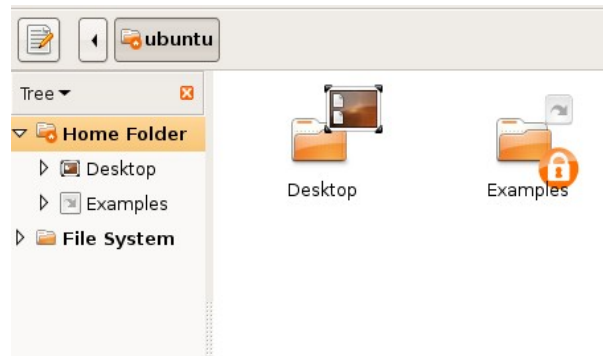 ubuntu
Tree
Home Folder
Desktop
Examples
File System
Desktop
Examples